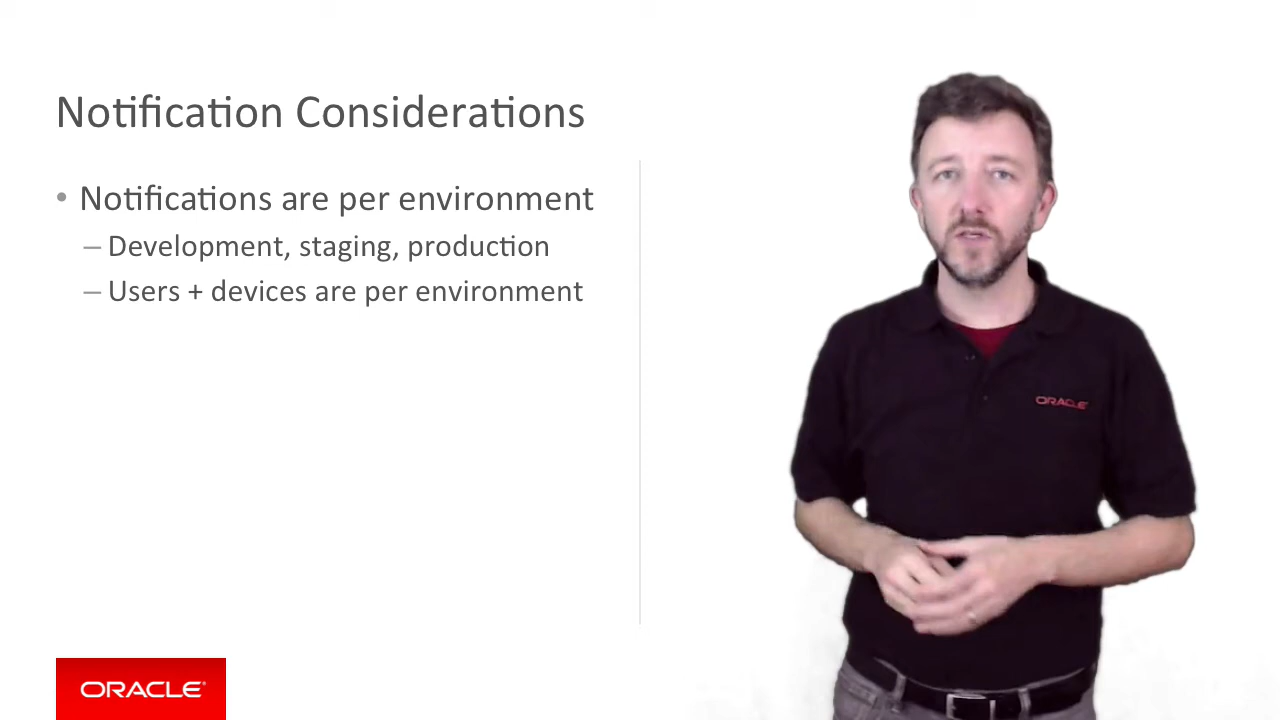 Notification Considerations
• Notifications are per environment
– Development, staging, production
– Users + devices are per environment
ORACLE
ORACLE®